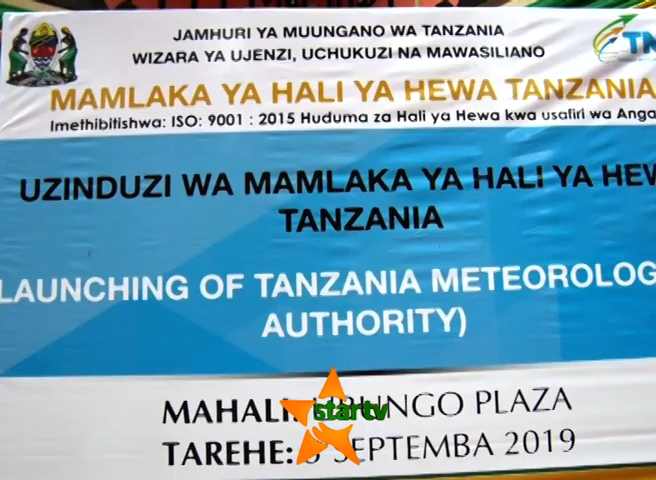 JAMHURI YA MUUNGANO WA TANZANIA
WIZARA YA UJENZI, UCHUKUZI NA MAWASILIANO
MAMLAKA YA HALI YA HEWA TANZANIA
Imethibitishwa: ISO: 9001 : 2015 Huduma za Hali ya Hewa kwa usafiri wa Anga
UZINDUZI WA MAMLAKA YA HALI YA
TANZANIA
LAUNCHING OF TANZANIA
AUTHORITY)
MAHALI: PLAZA
startv
TAREHE: SEPTEMBA 2019